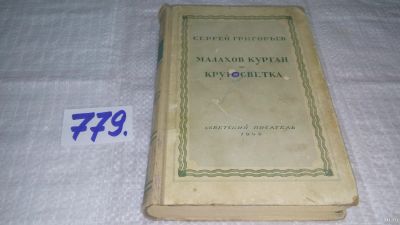 779.
СЕРГЕЙ ГРИГОРЬЕВ
МАЛАХОВ КУРГАН
КРУГОСВЕТКА
СОВЕТСКИЙ ПИСАТЕЛЬ